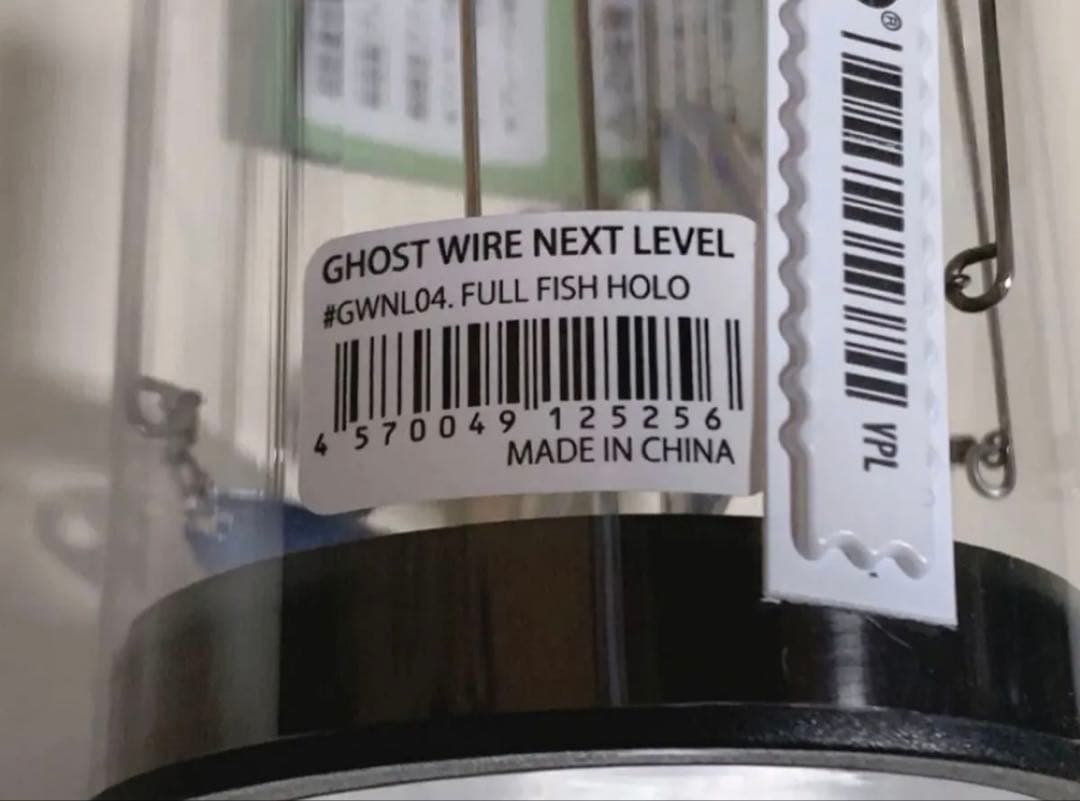 GHOST WIRE NEXT LEVEL
#GWNL04. FULL FISH HOLO
4 570049 125256
MADE IN CHINA
®
VPL